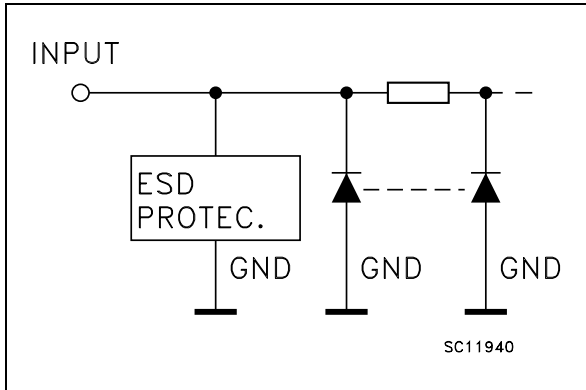 INPUT
ESD
PROTEC.
GND
GND
GND
SC11940